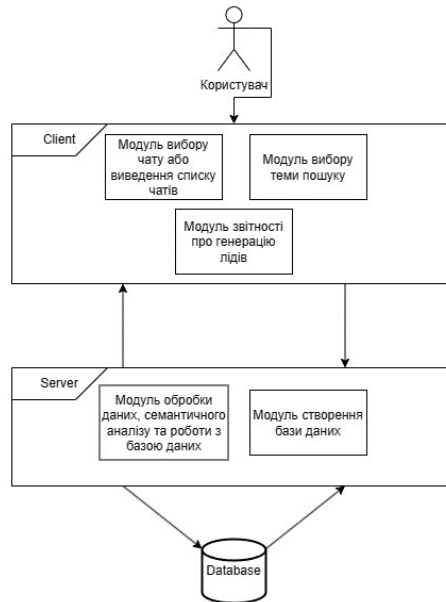 Користувач
Client
Модуль вибору
чату або
виведення списку
чатів
Модуль вибору
теми пошуку
Модуль звітності
про генерацію
лідів
Server
Модуль обробки
даних, семантичного
аналізу та роботи з
базою даних
Модуль створення
бази даних
Database